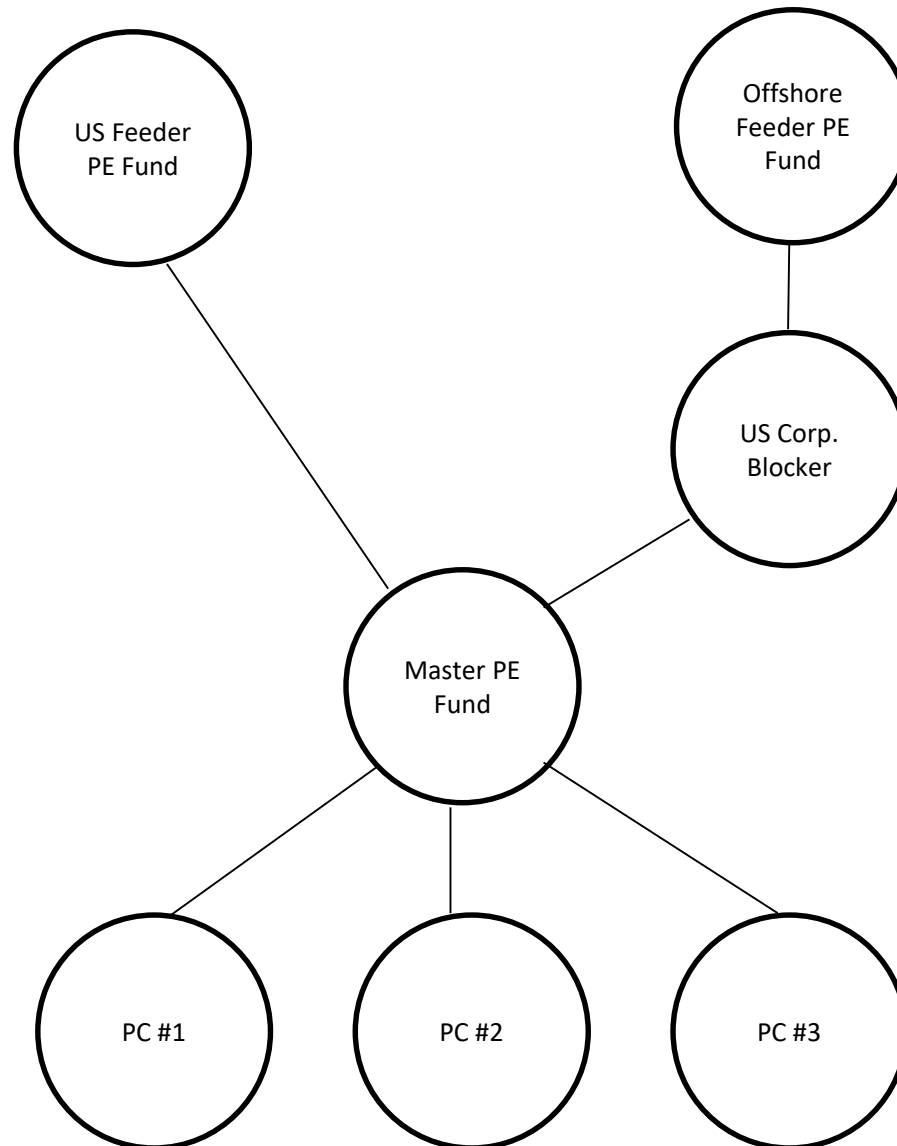 US Feeder
PE Fund
Offshore
Feeder PE
Fund
US Corp.
Blocker
Master PE
Fund
PC #1
PC #2
PC #3